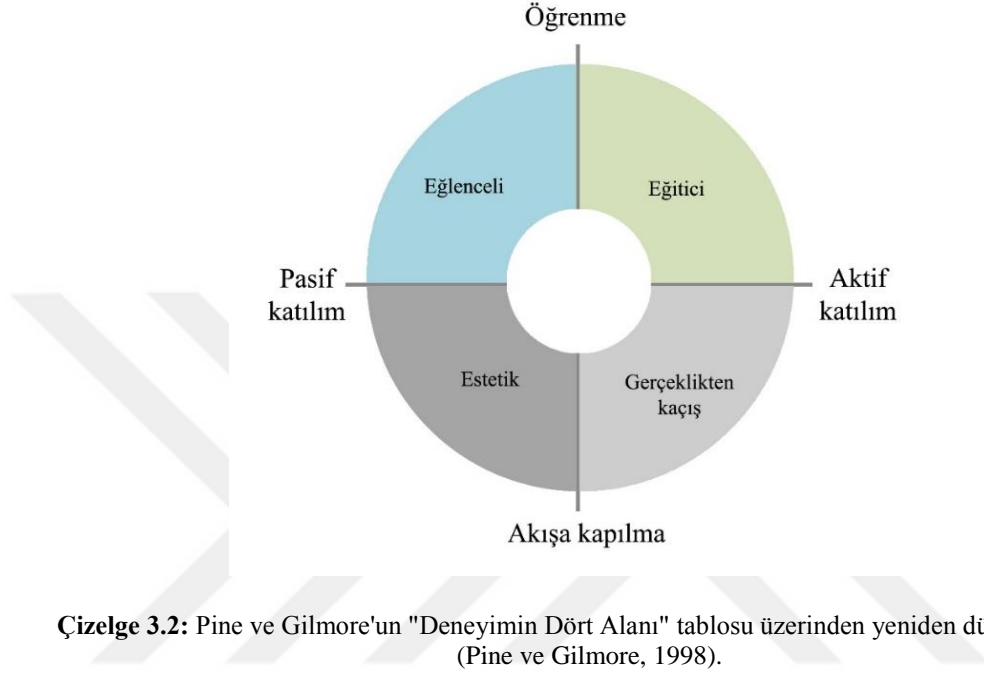 Öğrenme
Eğlenceli
Eğitici
Pasif
katılım
Aktif
katılım
Estetik
Gerçeklikten
kaçış
Akışa kapılma
Çizelge 3.2: Pine ve Gilmore'un "Deneyimin Dört Alanı" tablosu üzerinden yeniden
(Pine ve Gilmore, 1998).